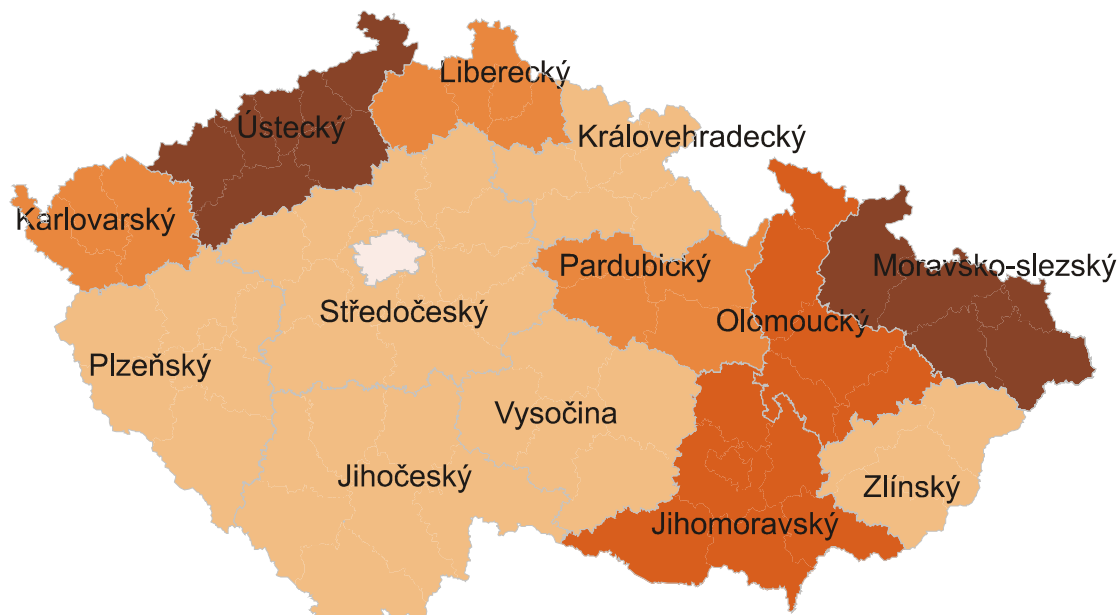 Liberecký
Ústecký
Královehradecký
Karlovarský
Pardubický
Moravsko-slezský
Středočeský
Olomoucký
Plzeňský
Vysočina
Jihočeský
Zlínský
Jihomoravský